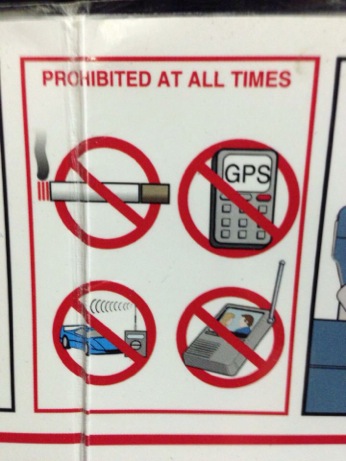 PROHIBITED AT ALL TIMES
GPS